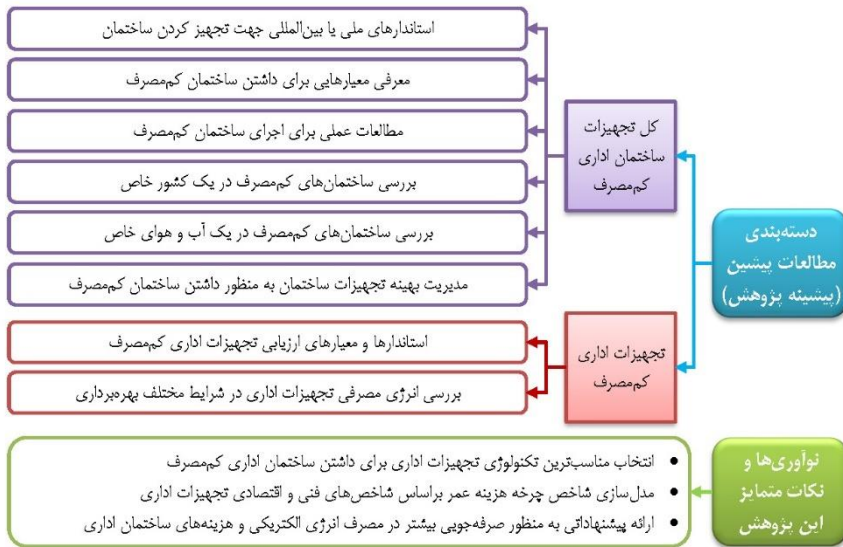 دسته‌بندی
مطالعات پیشین
(پیشینه پژوهش)
کل تجهیزات
ساختمان اداری
کم‌مصرف
استاندارهای ملی یا بین‌المللی جهت تجهیز کردن ساختمان
معرفی معیارهایی برای داشتن ساختمان کم‌مصرف
مطالعات عملی برای اجرای ساختمان کم‌مصرف
بررسی ساختمان‌های کم‌مصرف در یک کشور خاص
بررسی ساختمان‌های کم‌مصرف در یک آب و هوای خاص
مدیریت بهینه تجهیزات ساختمان به منظور داشتن ساختمان کم‌مصرف
تجهیزات اداری
کم‌مصرف
استاندارها و معیارهای ارزیابی تجهیزات اداری کم‌مصرف
بررسی انرژی مصرفی تجهیزات اداری در شرایط مختلف بهره‌برداری
نوآوری‌ها و
نکات متمایز
این پژوهش
• انتخاب مناسب‌ترین تکنولوژی تجهیزات اداری برای داشتن ساختمان اداری کم‌مصرف
• مدل‌سازی شاخص چرخه هزینه عمر براساس شاخص‌های فنی و اقتصادی تجهیزات اداری
• ارائه پیشنهاداتی به منظور صرفه‌جویی بیشتر در مصرف انرژی الکتریکی و هزینه‌های ساختمان اداری